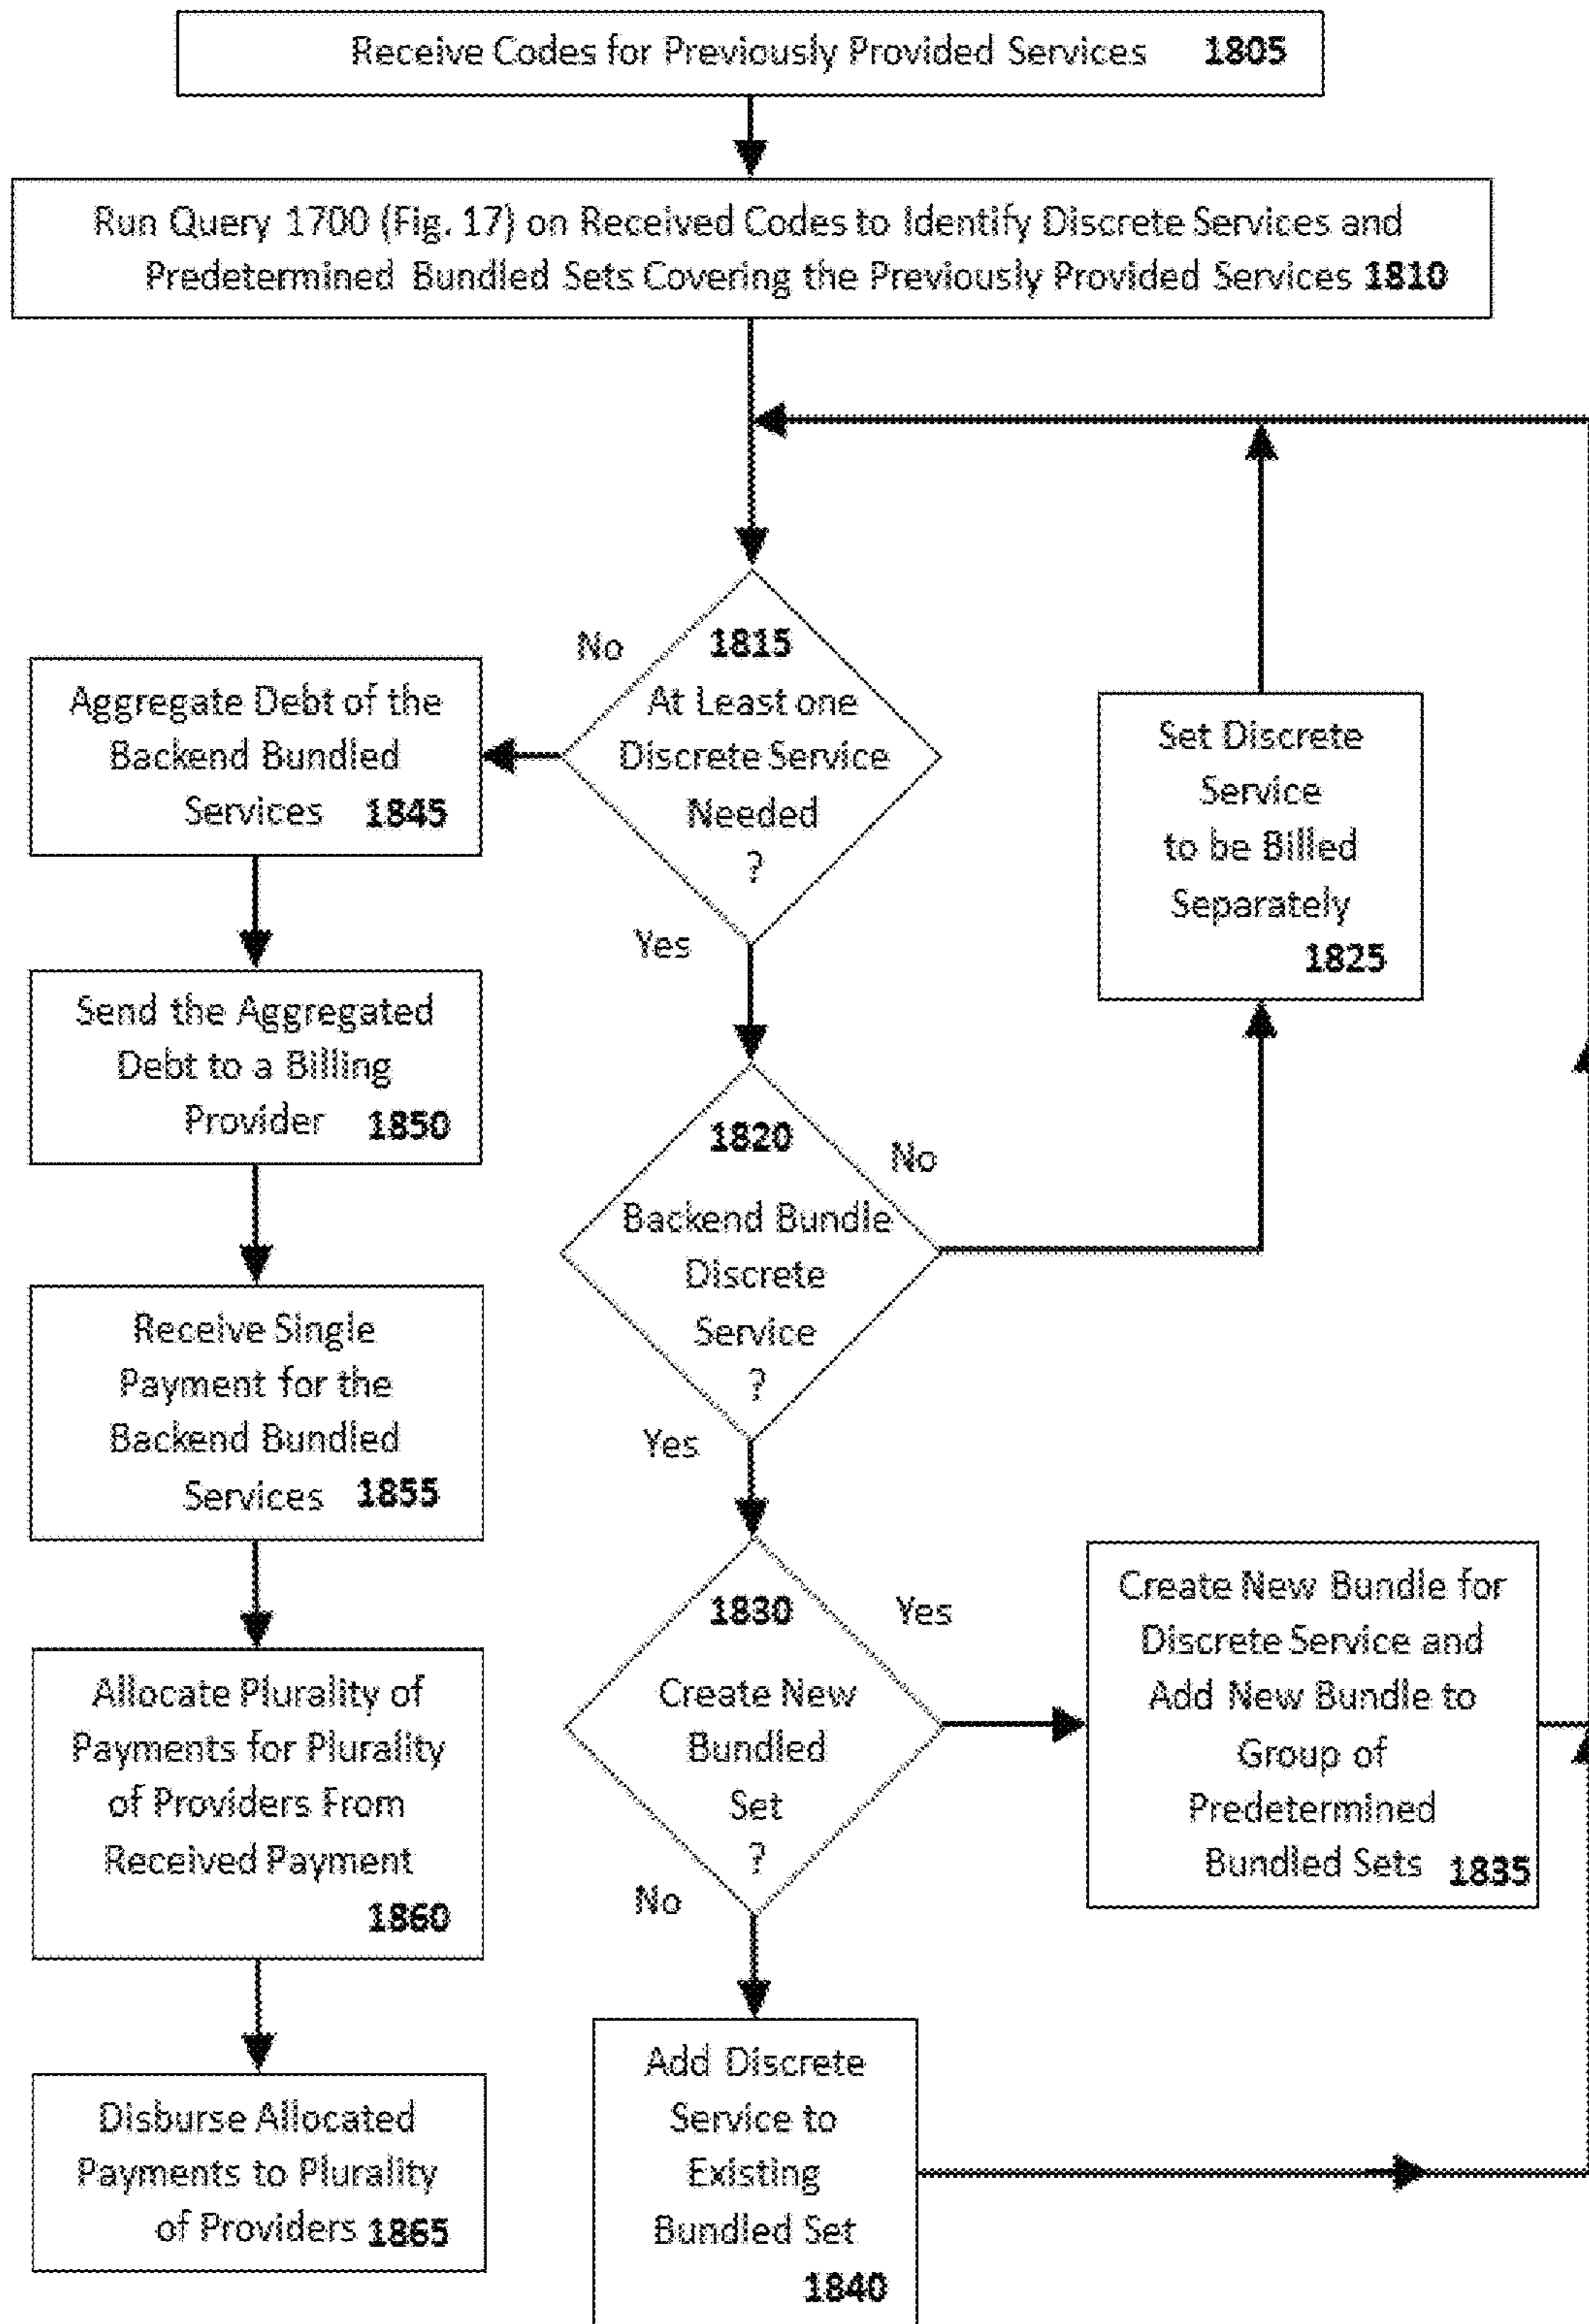 Receive Codes for Previously Provided Services 1805
Run Query 1700 (Fig. 17) on Received Codes to Identify Discrete Services and
Predetermined Bundled Sets Covering the Previously Provided Services 1810
No
1815
At Least one
Discrete Service
Needed
?
Yes
Aggregate Debt of the
Backend Bundled
Services 1845
Set Discrete
Service
to be Billed
Separately
1825
Send the Aggregated
Debt to a Billing
Provider 1850
1820
No
Backend Bundle
Discrete
Service
?
Yes
Receive Single
Payment for the
Backend Bundled
Services 1855
1830
Yes
Create New
Bundled
Set
?
No
Create New Bundle for
Discrete Service and
Add New Bundle to
Group of
Predetermined
Bundled Sets 1835
Allocate Plurality of
Payments for Plurality
of Providers From
Received Payment
1860
Add Discrete
Service to
Existing
Bundled Set
1840
Disburse Allocated
Payments to Plurality
of Providers 1865